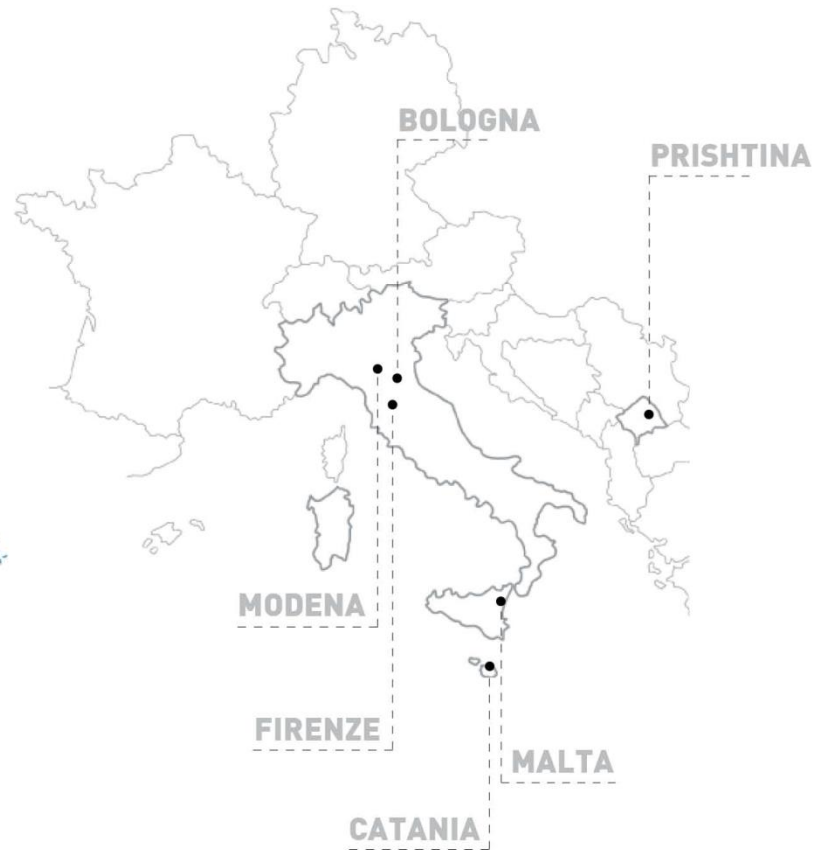 BOLOGNA
PRISHTINA
MODENA
FIRENZE
MALTA
CATANIA